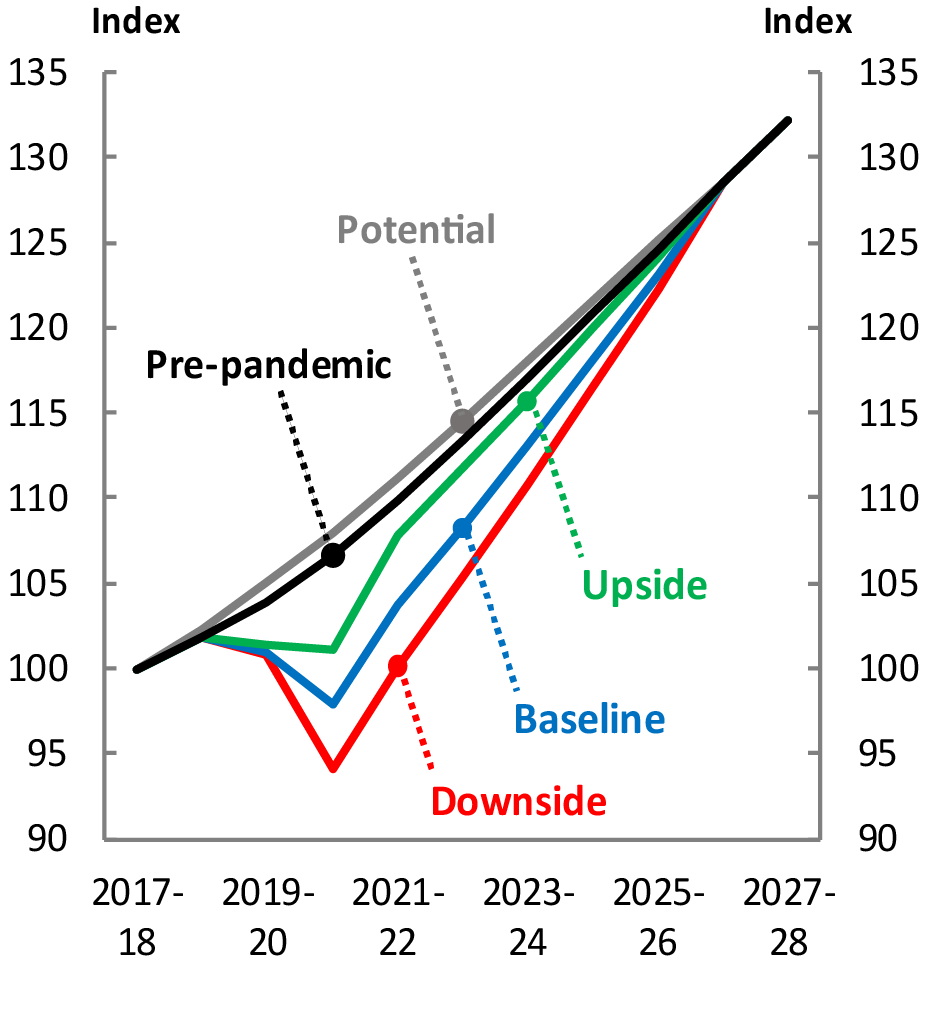 Index Index
135 135
130 130
125 125
Potential
120 120
Pre-pandemic
115 115
110 110
105 105
Upside
100 100
Baseline
95 95
Downside
90 90
2017- 2019- 2021- 2023- 2025- 2027-
18 20 22 24 26 28